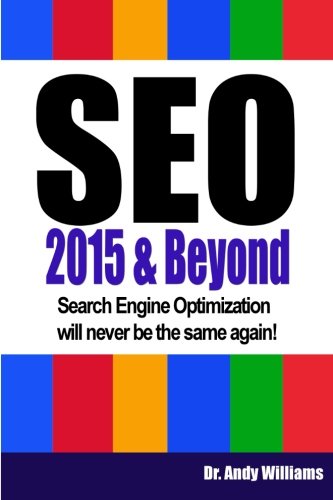 SEO
2015 & Beyond
Search Engine Optimization
will never be the same again!
Dr. Andy Williams